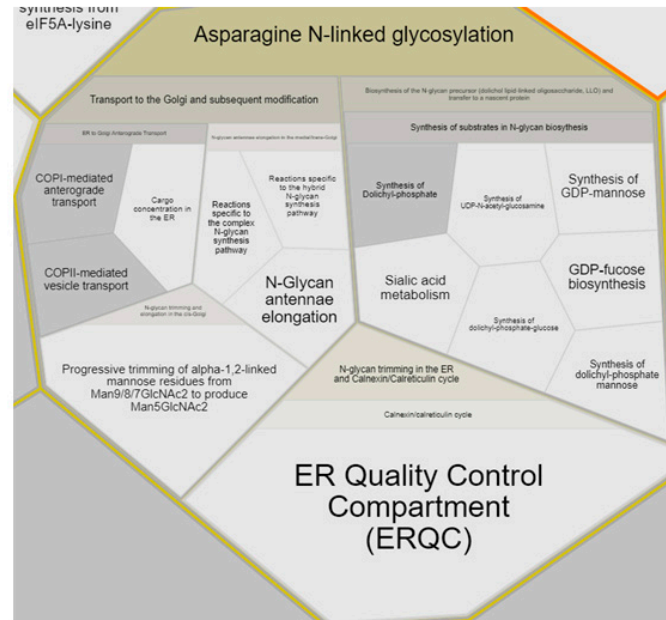 synthesis from
eIF5A-lysine
Asparagine N-linked glycosylation
Transport to the Golgi and subsequent modification
Biosynthesis of the N-glycan precursor (dolichol lipid-linked oligosaccharide, LLO) and
transfer to a nascent protein
ER to Golgi Anterograde Transport
N-glycan antennae elongation in the medial/trans-Golgi
Synthesis of substrates in N-glycan biosythesis
COPI-mediated
anterograde
transport
Cargo
concentration in
the ER
Reactions
specific to
the complex
N-glycan
synthesis
pathway
Reactions specific
to the hybrid
N-glycan
synthesis
pathway
Synthesis of
Dolichyl-phosphate
Synthesis of
UDP-N-acetyl-glucosamine
Synthesis of
GDP-mannose
COPII-mediated
vesicle transport
N-Glycan
antennae
elongation
Sialic acid
metabolism
GDP-fucose
biosynthesis
N-glycan trimming and
elongation in the cis-Golgi
Synthesis of
dolichyl-phosphate-glucose
Progressive trimming of alpha-1,2-linked
mannose residues from
Man9/8/7GlcNAc2 to produce
Man5GlcNAc2
N-glycan trimming in the ER
and Calnexin/Calreticulin cycle
Synthesis of
dolichyl-phosphate
mannose
Calnexin/calreticulin cycle
ER Quality Control
Compartment
(ERQC)